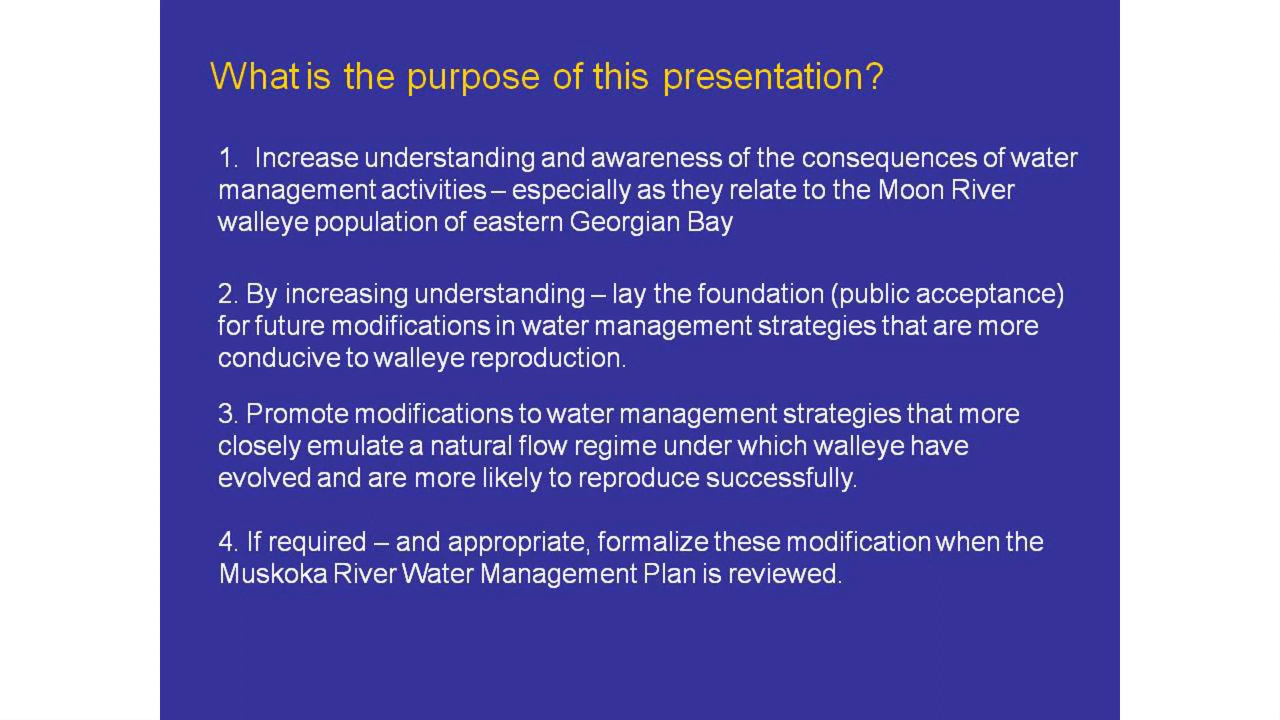 What is the purpose of this presentation?
1. Increase understanding and awareness of the consequences of water
management activities – especially as they relate to the Moon River
walleye population of eastern Georgian Bay
2. By increasing understanding – lay the foundation (public acceptance)
for future modifications in water management strategies that are more
conducive to walleye reproduction.
3. Promote modifications to water management strategies that more
closely emulate a natural flow regime under which walleye have
evolved and are more likely to reproduce successfully.
4. If required – and appropriate, formalize these modification when the
Muskoka River Water Management Plan is reviewed.